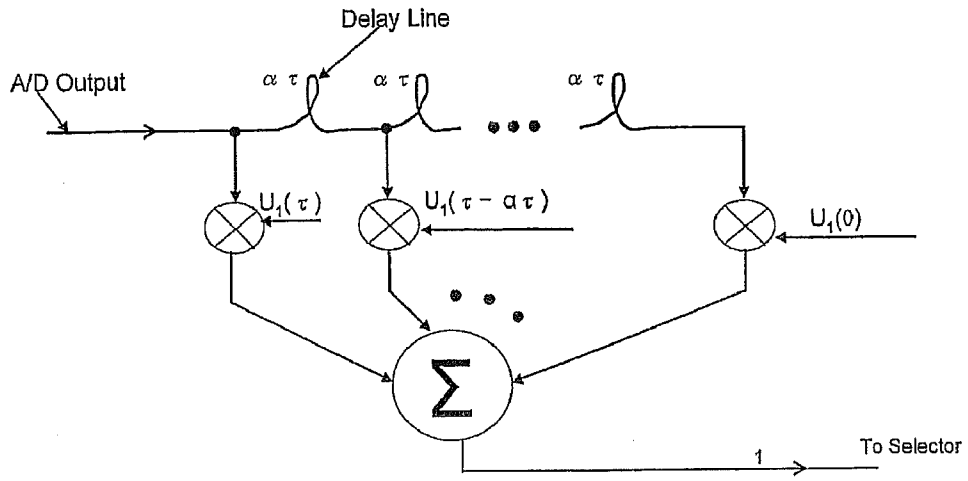 Delay Line
A/D Output
α τ
α τ
α τ
U₁(τ)
U₁(τ - α τ)
U₁(0)
Σ
1
To Selector